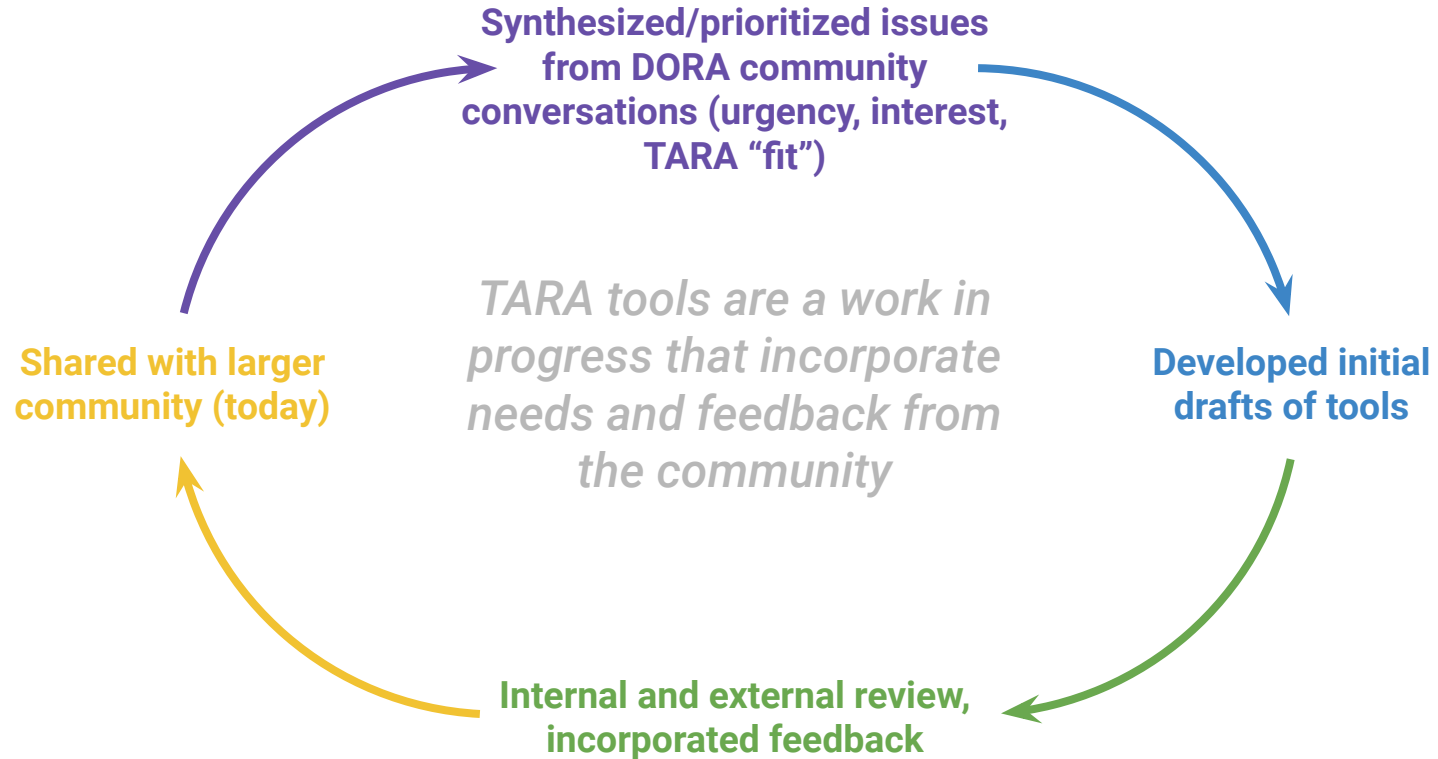 Synthesized/prioritized issues
from DORA community
conversations (urgency, interest,
TARA “fit”)
TARA tools are a work in
progress that incorporate
needs and feedback from
the community
Shared with larger
community (today)
Developed initial
drafts of tools
Internal and external review,
incorporated feedback